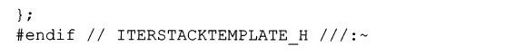 };
#endif // ITERSTACKTEMPLATE_H ///:~